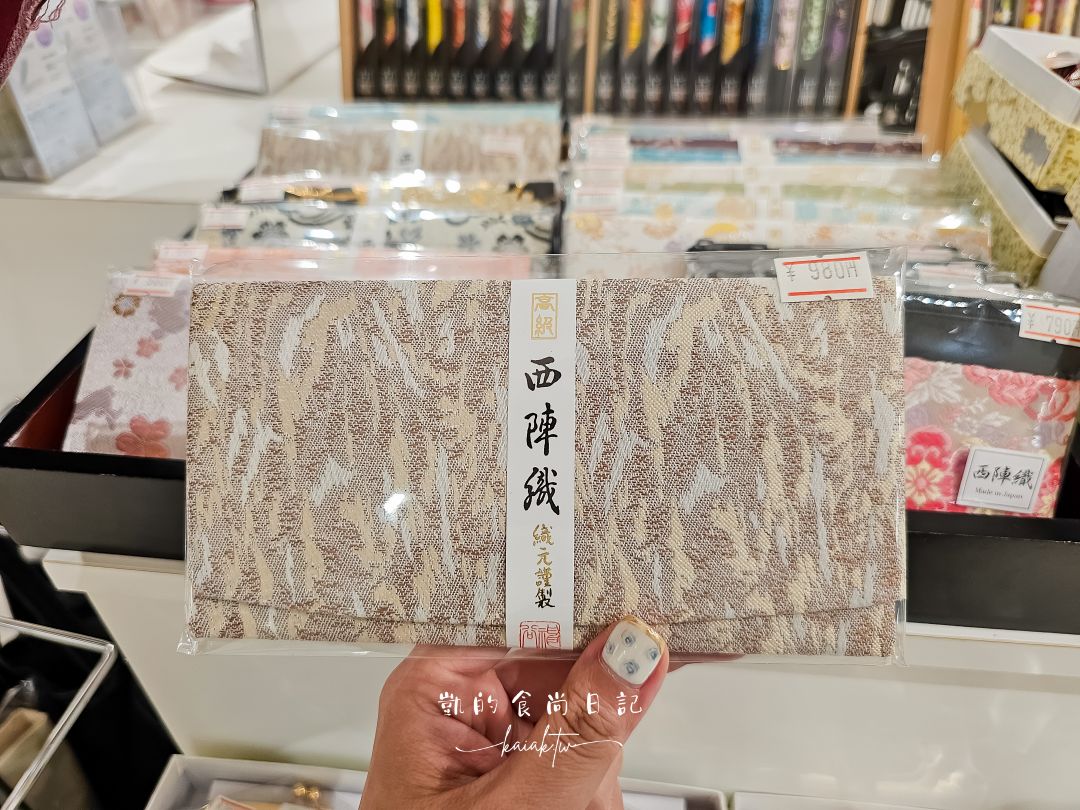 ¥ 980円
高級
西陣織
織元謹製
¥ 790
西陣織
Made in Japan
凱的食尚日記
kaiak.tw